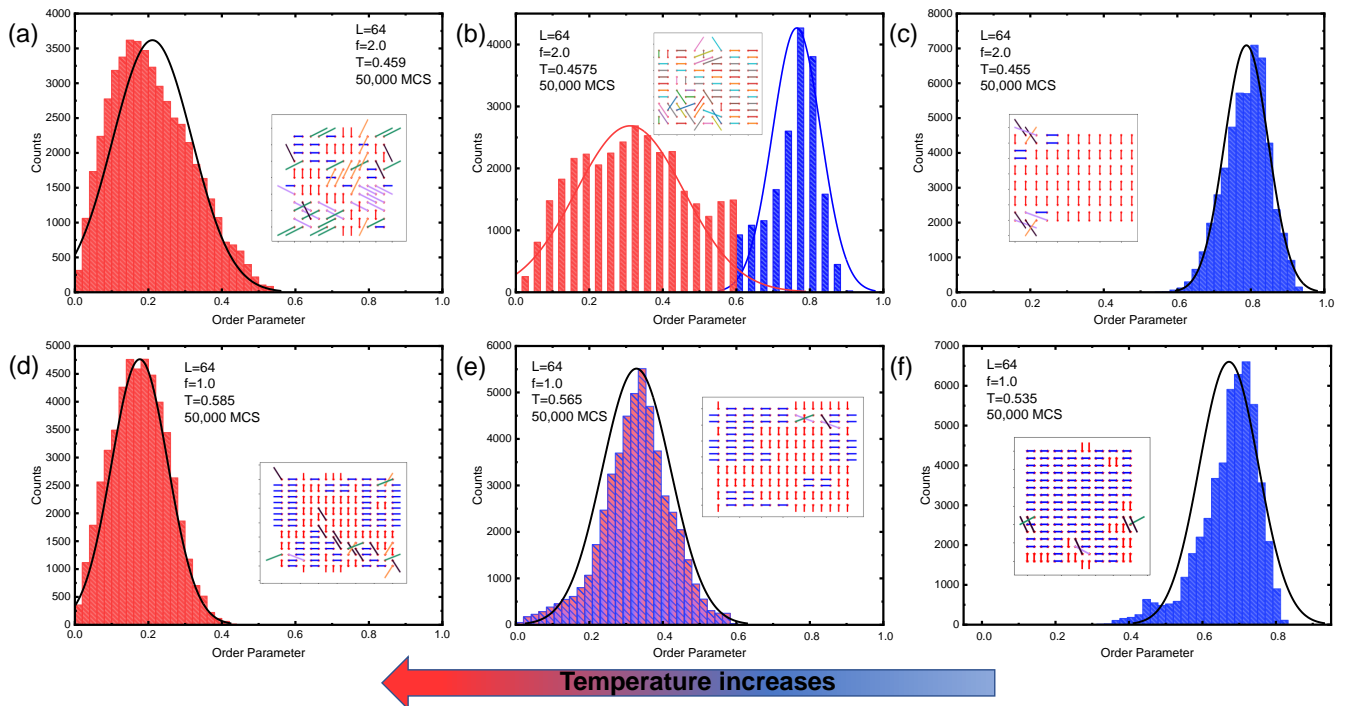 (a)
L=64
f=2.0
T=0.459
50,000 MCS
4000
3500
3000
2500
2000
1500
1000
500
0
Counts
0.0 0.2 0.4 0.6 0.8 1.0
Order Parameter
(b)
L=64
f=2.0
T=0.4575
50,000 MCS
4000
3000
2000
1000
0
Counts
0.0 0.2 0.4 0.6 0.8 1.0
Order Parameter
(c)
L=64
f=2.0
T=0.455
50,000 MCS
8000
7000
6000
5000
4000
3000
2000
1000
0
Counts
0.0 0.2 0.4 0.6 0.8 1.0
Order Parameter
(d)
L=64
f=1.0
T=0.585
50,000 MCS
5000
4500
4000
3500
3000
2500
2000
1500
1000
500
0
Counts
0.0 0.2 0.4 0.6 0.8 1.0
Order Parameter
(e)
L=64
f=1.0
T=0.565
50,000 MCS
6000
5000
4000
3000
2000
1000
0
Counts
0.0 0.2 0.4 0.6 0.8 1.0
Order Parameter
(f)
L=64
f=1.0
T=0.535
50,000 MCS
7000
6000
5000
4000
3000
2000
1000
0
Counts
0.0 0.2 0.4 0.6 0.8
Order Parameter
Temperature increases